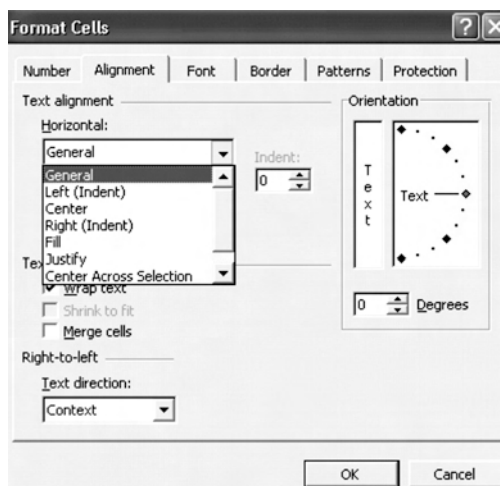 Format Cells
Number Alignment Font Border Patterns Protection
Text alignment
Horizontal:
General
General
Left (Indent)
Center
Right (Indent)
Fill
Justify
Center Across Selection
Indent:
0
Wrap text
Shrink to fit
Merge cells
Right-to-left
Text direction:
Context
Orientation
Text
Text
0 Degrees
OK Cancel